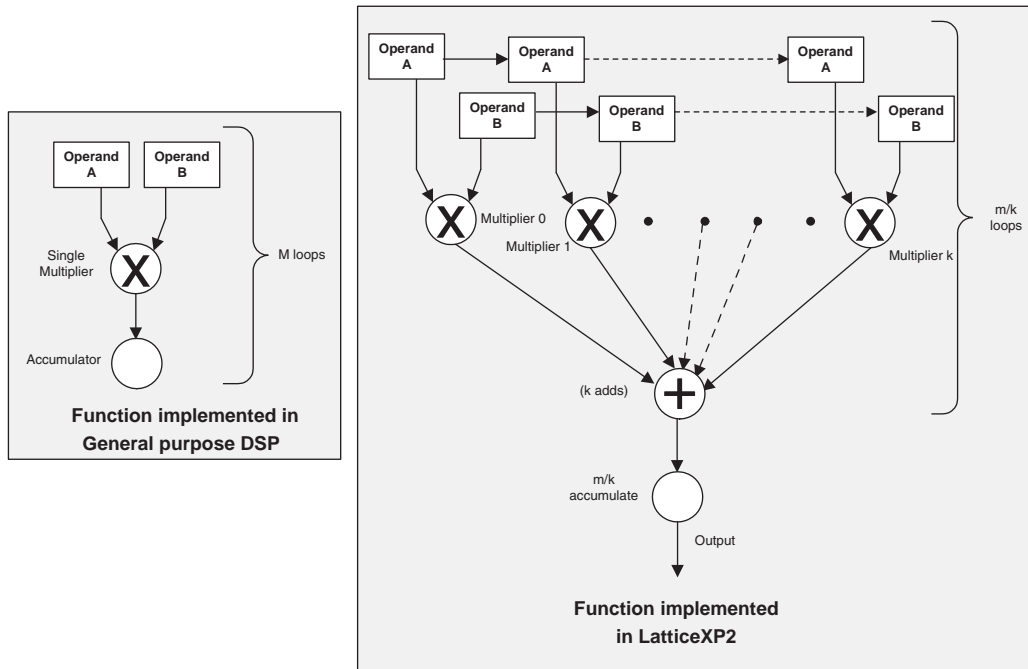 Operand
A
Operand
B
Single
Multiplier
X
M loops
Accumulator
Function implemented in
General purpose DSP
Operand
A
Operand
A
Operand
A
Operand
B
Operand
B
Operand
B
X
Multiplier 0
X
Multiplier 1
X
Multiplier k
m/k
loops
(k adds)
+
m/k
accumulate
Output
Function implemented
in LatticeXP2